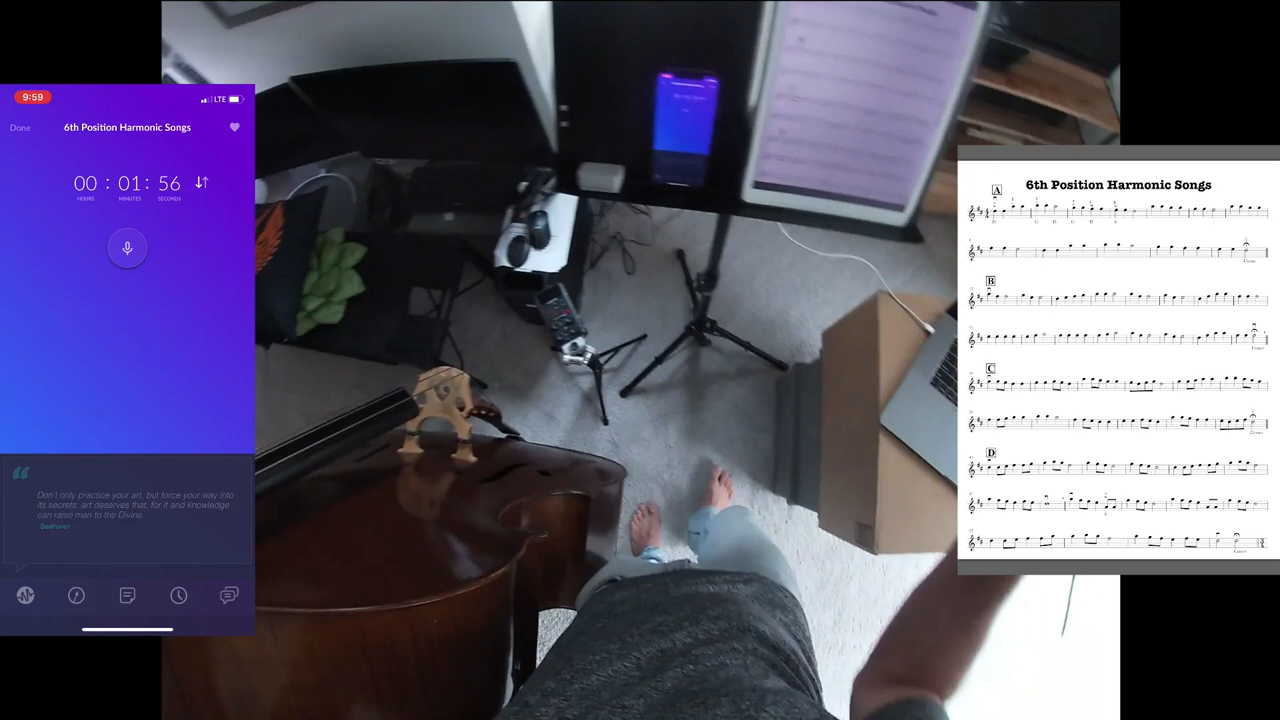 9:59
LTE
Done
6th Position Harmonic Songs
00 : 01 : 56
HOURS MINUTES SECONDS
Don't only practice your art, but force your way into
its secrets; art deserves that, for it and knowledge
can raise man to the Divine.
- Beethoven
6th Position Harmonic Songs
A
B
C
D